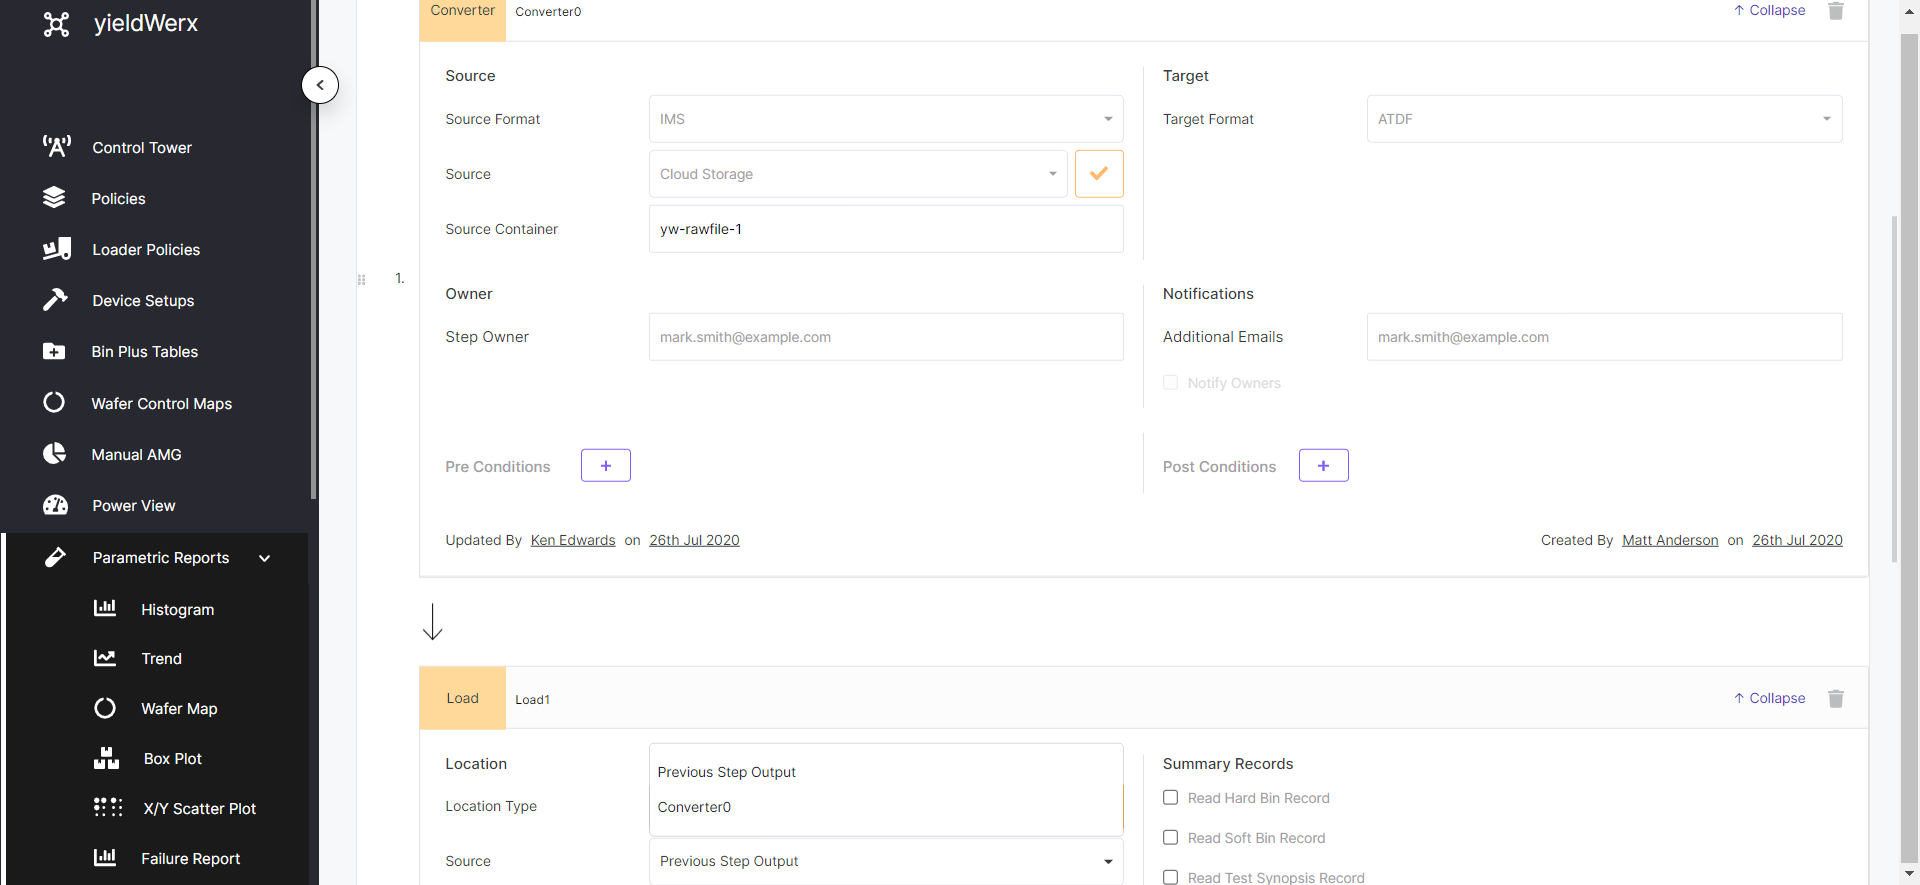 yieldWerx
Control Tower
Policies
Loader Policies
Device Setups
Bin Plus Tables
Wafer Control Maps
Manual AMG
Power View
Parametric Reports
Histogram
Trend
Wafer Map
Box Plot
X/Y Scatter Plot
Failure Report
Converter Converter0 ↑ Collapse
Source Target
Source Format IMS Target Format ATDF
Source Cloud Storage
Source Container yw-rawfile-1
1.
Owner Notifications
Step Owner mark.smith@example.com Additional Emails mark.smith@example.com
Notify Owners
Pre Conditions + Post Conditions +
Updated By Ken Edwards on 26th Jul 2020 Created By Matt Anderson on 26th Jul 2020
Load Load1 ↑ Collapse
Location Previous Step Output Summary Records
Location Type Converter0 Read Hard Bin Record
Read Soft Bin Record
Source Previous Step Output
Read Test Synopsis Record